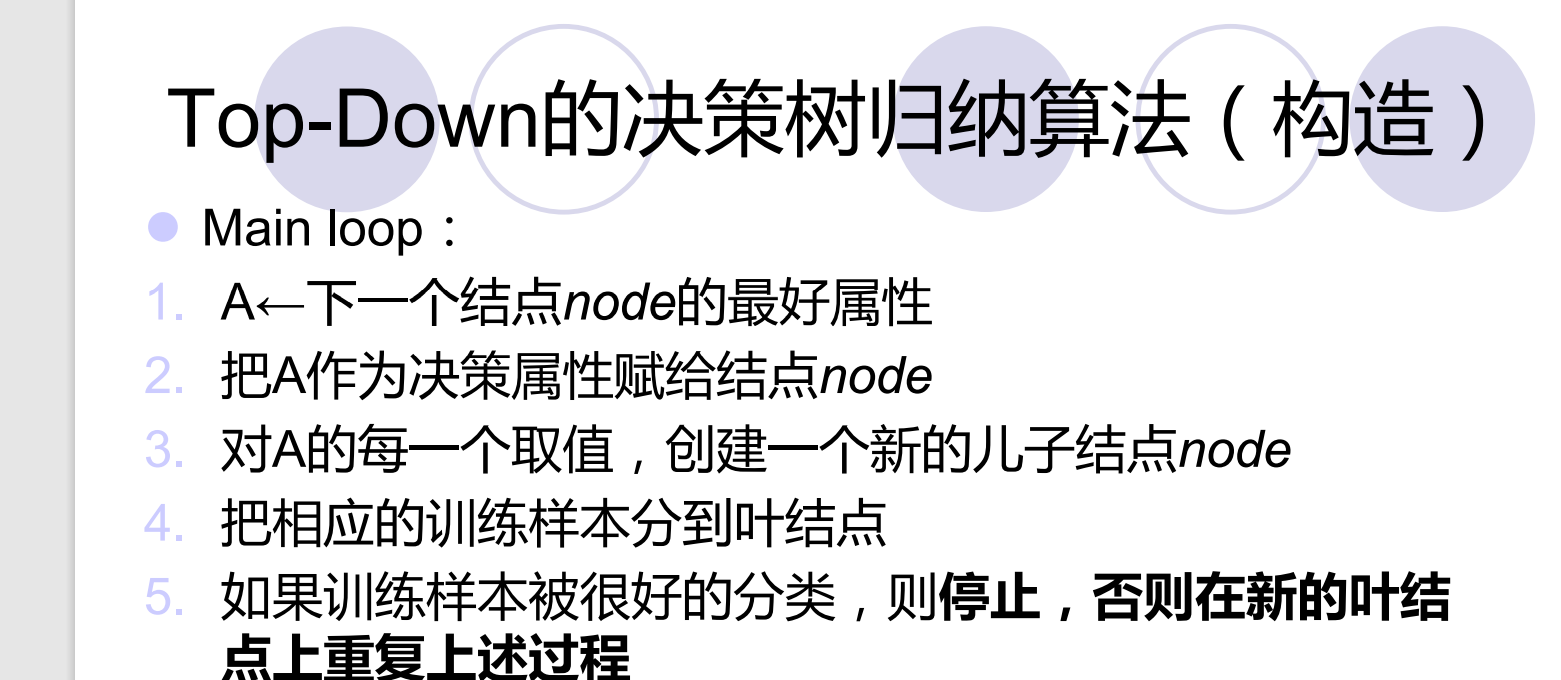 Top-Down的决策树归纳算法（构造）
Main loop：
1. A←下一个结点node的最好属性
2. 把A作为决策属性赋给结点node
3. 对A的每一个取值，创建一个新的儿子结点node
4. 把相应的训练样本分到叶结点
5. 如果训练样本被很好的分类，则停止，否则在新的叶结
点上重复上述过程